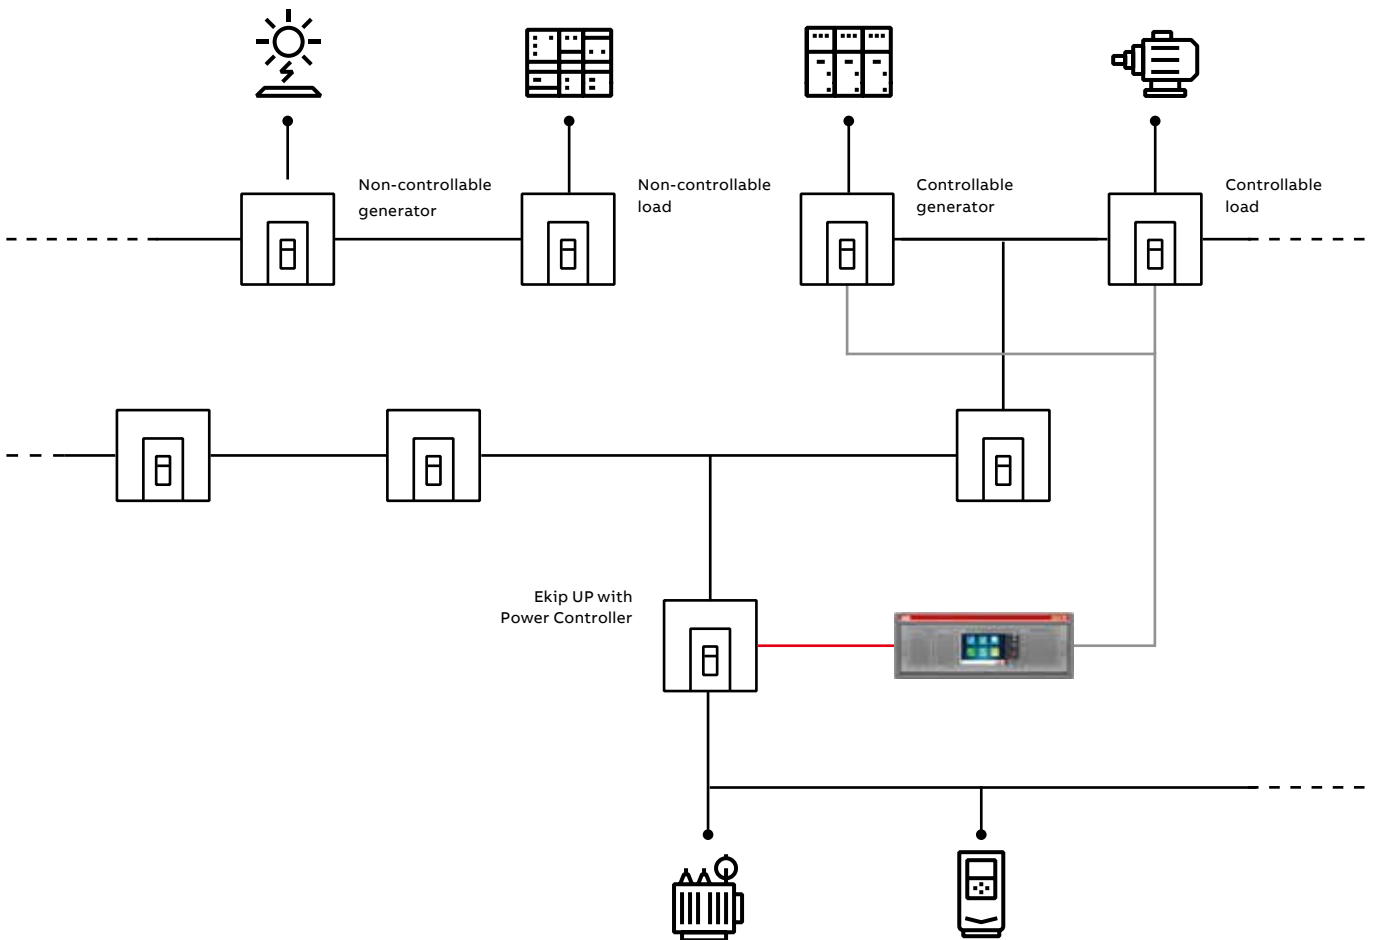 Non-controllable
generator
Non-controllable
load
Controllable
generator
Controllable
load
Ekip UP with
Power Controller